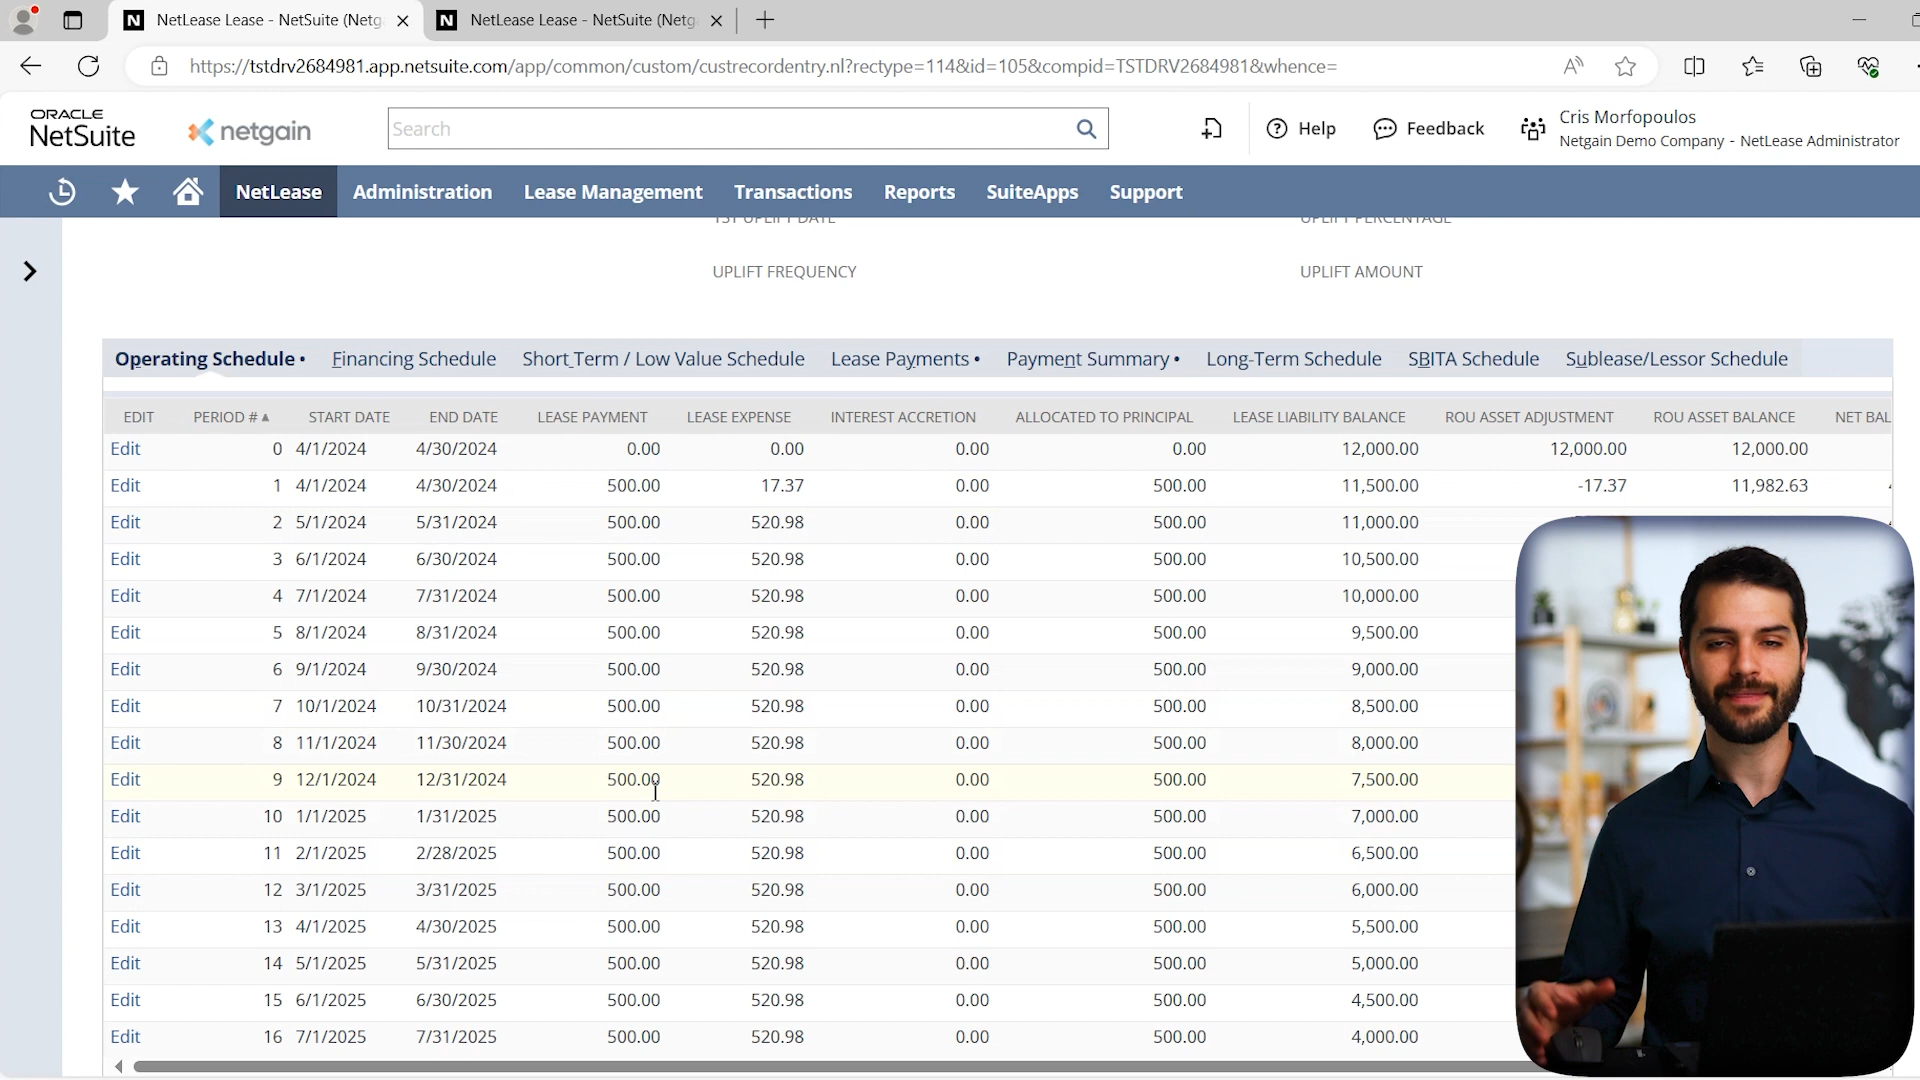 NetLease Lease - NetSuite (Netg
NetLease Lease - NetSuite (Netg
https://tstdrv2684981.app.netsuite.com/app/common/custom/custrecordentry.nl?rectype=114&id=105&compid=TSTDRV2684981&whence=
ORACLE
NetSuite
netgain
Search
Help
Feedback
Cris Morfopoulos
Netgain Demo Company - NetLease Administrator
NetLease Administration Lease Management Transactions Reports SuiteApps Support
1ST UPLIFT DATE UPLIFT PERCENTAGE
UPLIFT FREQUENCY UPLIFT AMOUNT
Operating Schedule • Financing Schedule Short Term / Low Value Schedule Lease Payments • Payment Summary • Long-Term Schedule SBITA Schedule Sublease/Lessor Schedule
EDIT PERIOD # START DATE END DATE LEASE PAYMENT LEASE EXPENSE INTEREST ACCRETION ALLOCATED TO PRINCIPAL LEASE LIABILITY BALANCE ROU ASSET ADJUSTMENT ROU ASSET BALANCE NET BAL
Edit 0 4/1/2024 4/30/2024 0.00 0.00 0.00 0.00 12,000.00 12,000.00 12,000.00
Edit 1 4/1/2024 4/30/2024 500.00 17.37 0.00 500.00 11,500.00 -17.37 11,982.63
Edit 2 5/1/2024 5/31/2024 500.00 520.98 0.00 500.00 11,000.00
Edit 3 6/1/2024 6/30/2024 500.00 520.98 0.00 500.00 10,500.00
Edit 4 7/1/2024 7/31/2024 500.00 520.98 0.00 500.00 10,000.00
Edit 5 8/1/2024 8/31/2024 500.00 520.98 0.00 500.00 9,500.00
Edit 6 9/1/2024 9/30/2024 500.00 520.98 0.00 500.00 9,000.00
Edit 7 10/1/2024 10/31/2024 500.00 520.98 0.00 500.00 8,500.00
Edit 8 11/1/2024 11/30/2024 500.00 520.98 0.00 500.00 8,000.00
Edit 9 12/1/2024 12/31/2024 500.00 520.98 0.00 500.00 7,500.00
Edit 10 1/1/2025 1/31/2025 500.00 520.98 0.00 500.00 7,000.00
Edit 11 2/1/2025 2/28/2025 500.00 520.98 0.00 500.00 6,500.00
Edit 12 3/1/2025 3/31/2025 500.00 520.98 0.00 500.00 6,000.00
Edit 13 4/1/2025 4/30/2025 500.00 520.98 0.00 500.00 5,500.00
Edit 14 5/1/2025 5/31/2025 500.00 520.98 0.00 500.00 5,000.00
Edit 15 6/1/2025 6/30/2025 500.00 520.98 0.00 500.00 4,500.00
Edit 16 7/1/2025 7/31/2025 500.00 520.98 0.00 500.00 4,000.00